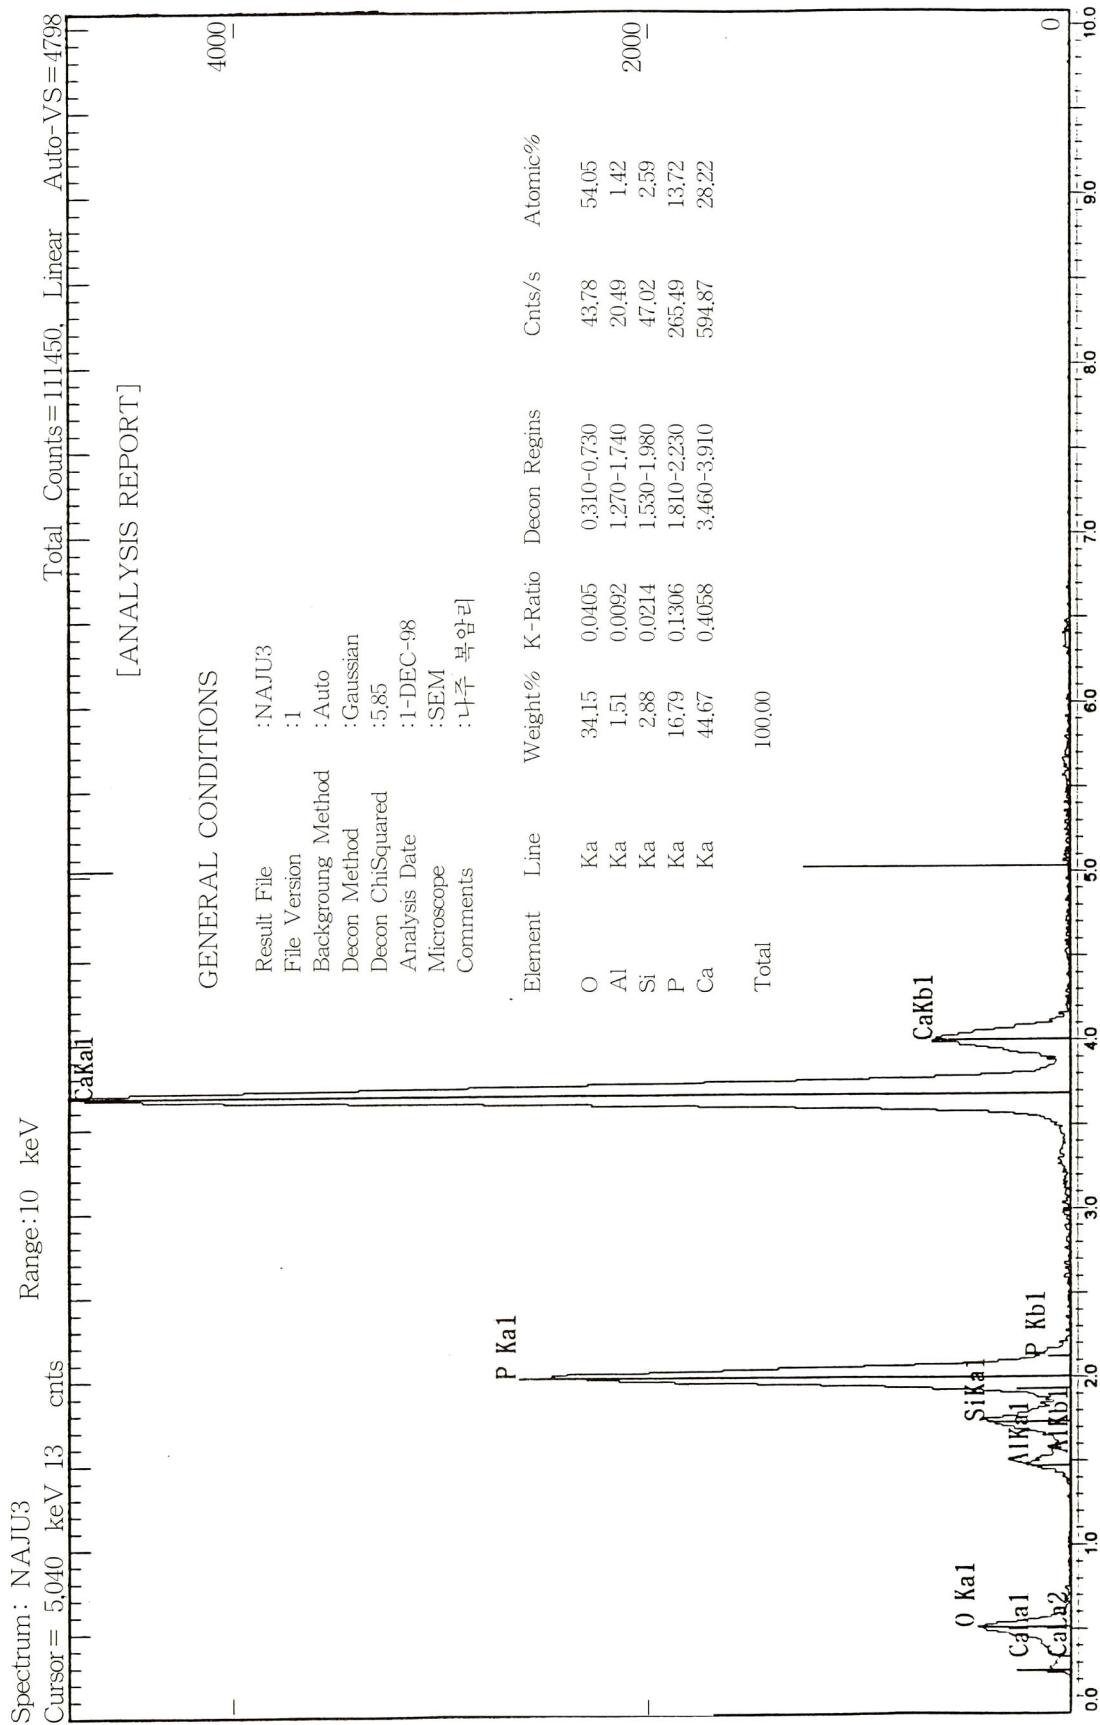 Spectrum: NAJU3 Range:10 keV
Cursor= 5.040 keV 13 cnts Total Counts=111450, Linear Auto-VS=4798
4000
2000
0
[ANALYSIS REPORT]
GENERAL CONDITIONS
Result File :NAJU3
File Version :1
Backgroung Method :Auto
Decon Method :Gaussian
Decon ChiSquared :5.85
Analysis Date :1-DEC-98
Microscope :SEM
Comments :나주 복암리
Element Line Weight% K-Ratio Decon Regins Cnts/s Atomic%
O Ka 34.15 0.0405 0.310-0.730 43.78 54.05
Al Ka 1.51 0.0092 1.270-1.740 20.49 1.42
Si Ka 2.88 0.0214 1.530-1.980 47.02 2.59
P Ka 16.79 0.1306 1.810-2.230 265.49 13.72
Ca Ka 44.67 0.4058 3.460-3.910 594.87 28.22
Total 100.00
CaKa1
CaKb1
P Ka1
P Kb1
SiKa1
AlKa1
AlKb1
O Ka1
CaLa1
CaLa2
0.0 1.0 2.0 3.0 4.0 5.0 6.0 7.0 8.0 9.0 10.0